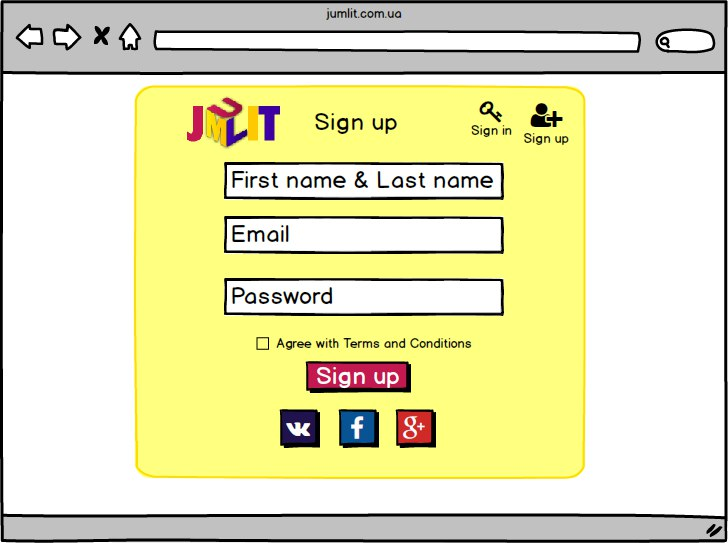 jumlit.com.ua
JUMLIT
Sign up
Sign in
Sign up
First name & Last name
Email
Password
Agree with Terms and Conditions
Sign up
f
g+